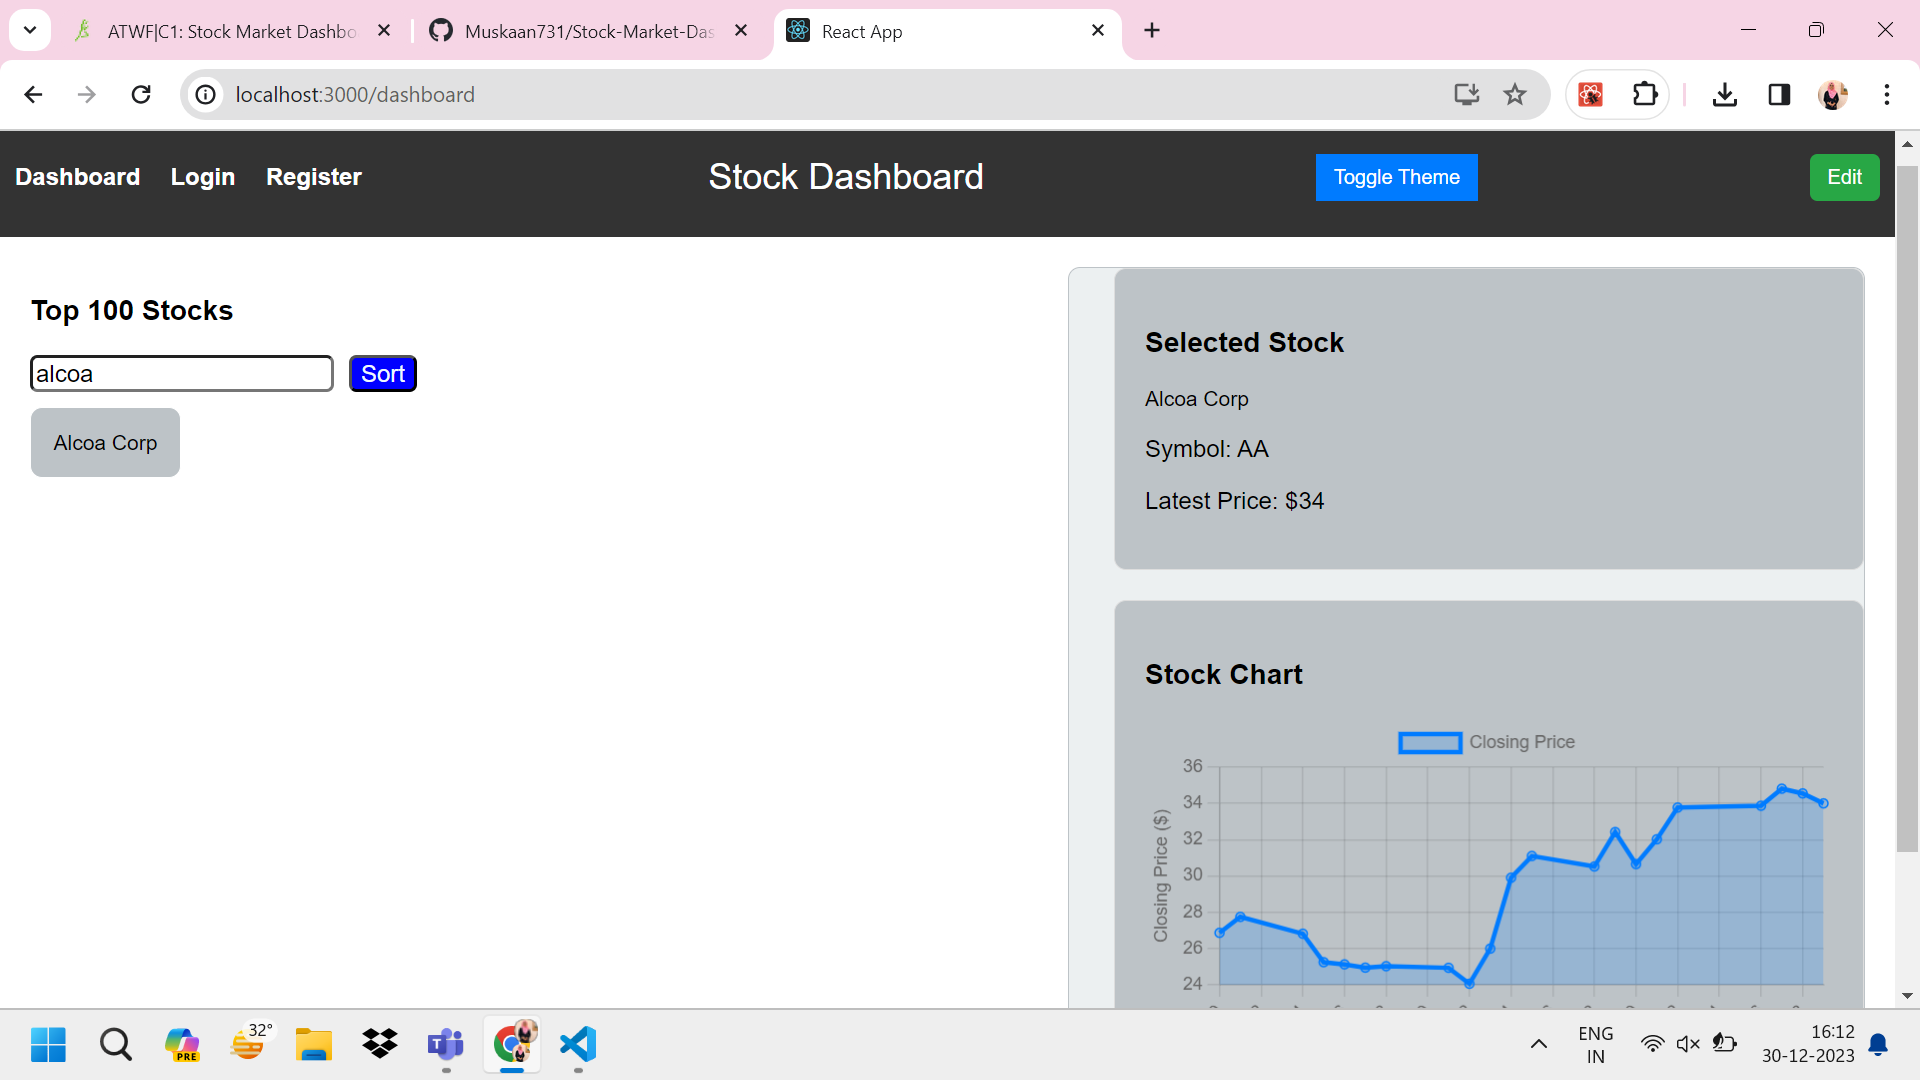 ATWF|C1: Stock Market Dashbo
Muskaan731/Stock-Market-Das
React App
localhost:3000/dashboard
Dashboard
Login
Register
Stock Dashboard
Toggle Theme
Edit
Top 100 Stocks
alcoa
Sort
Alcoa Corp
Selected Stock
Alcoa Corp
Symbol: AA
Latest Price: $34
Stock Chart
Closing Price
Closing Price ($)
36
34
32
30
28
26
24
32°
PRE
ENG
IN
16:12
30-12-2023